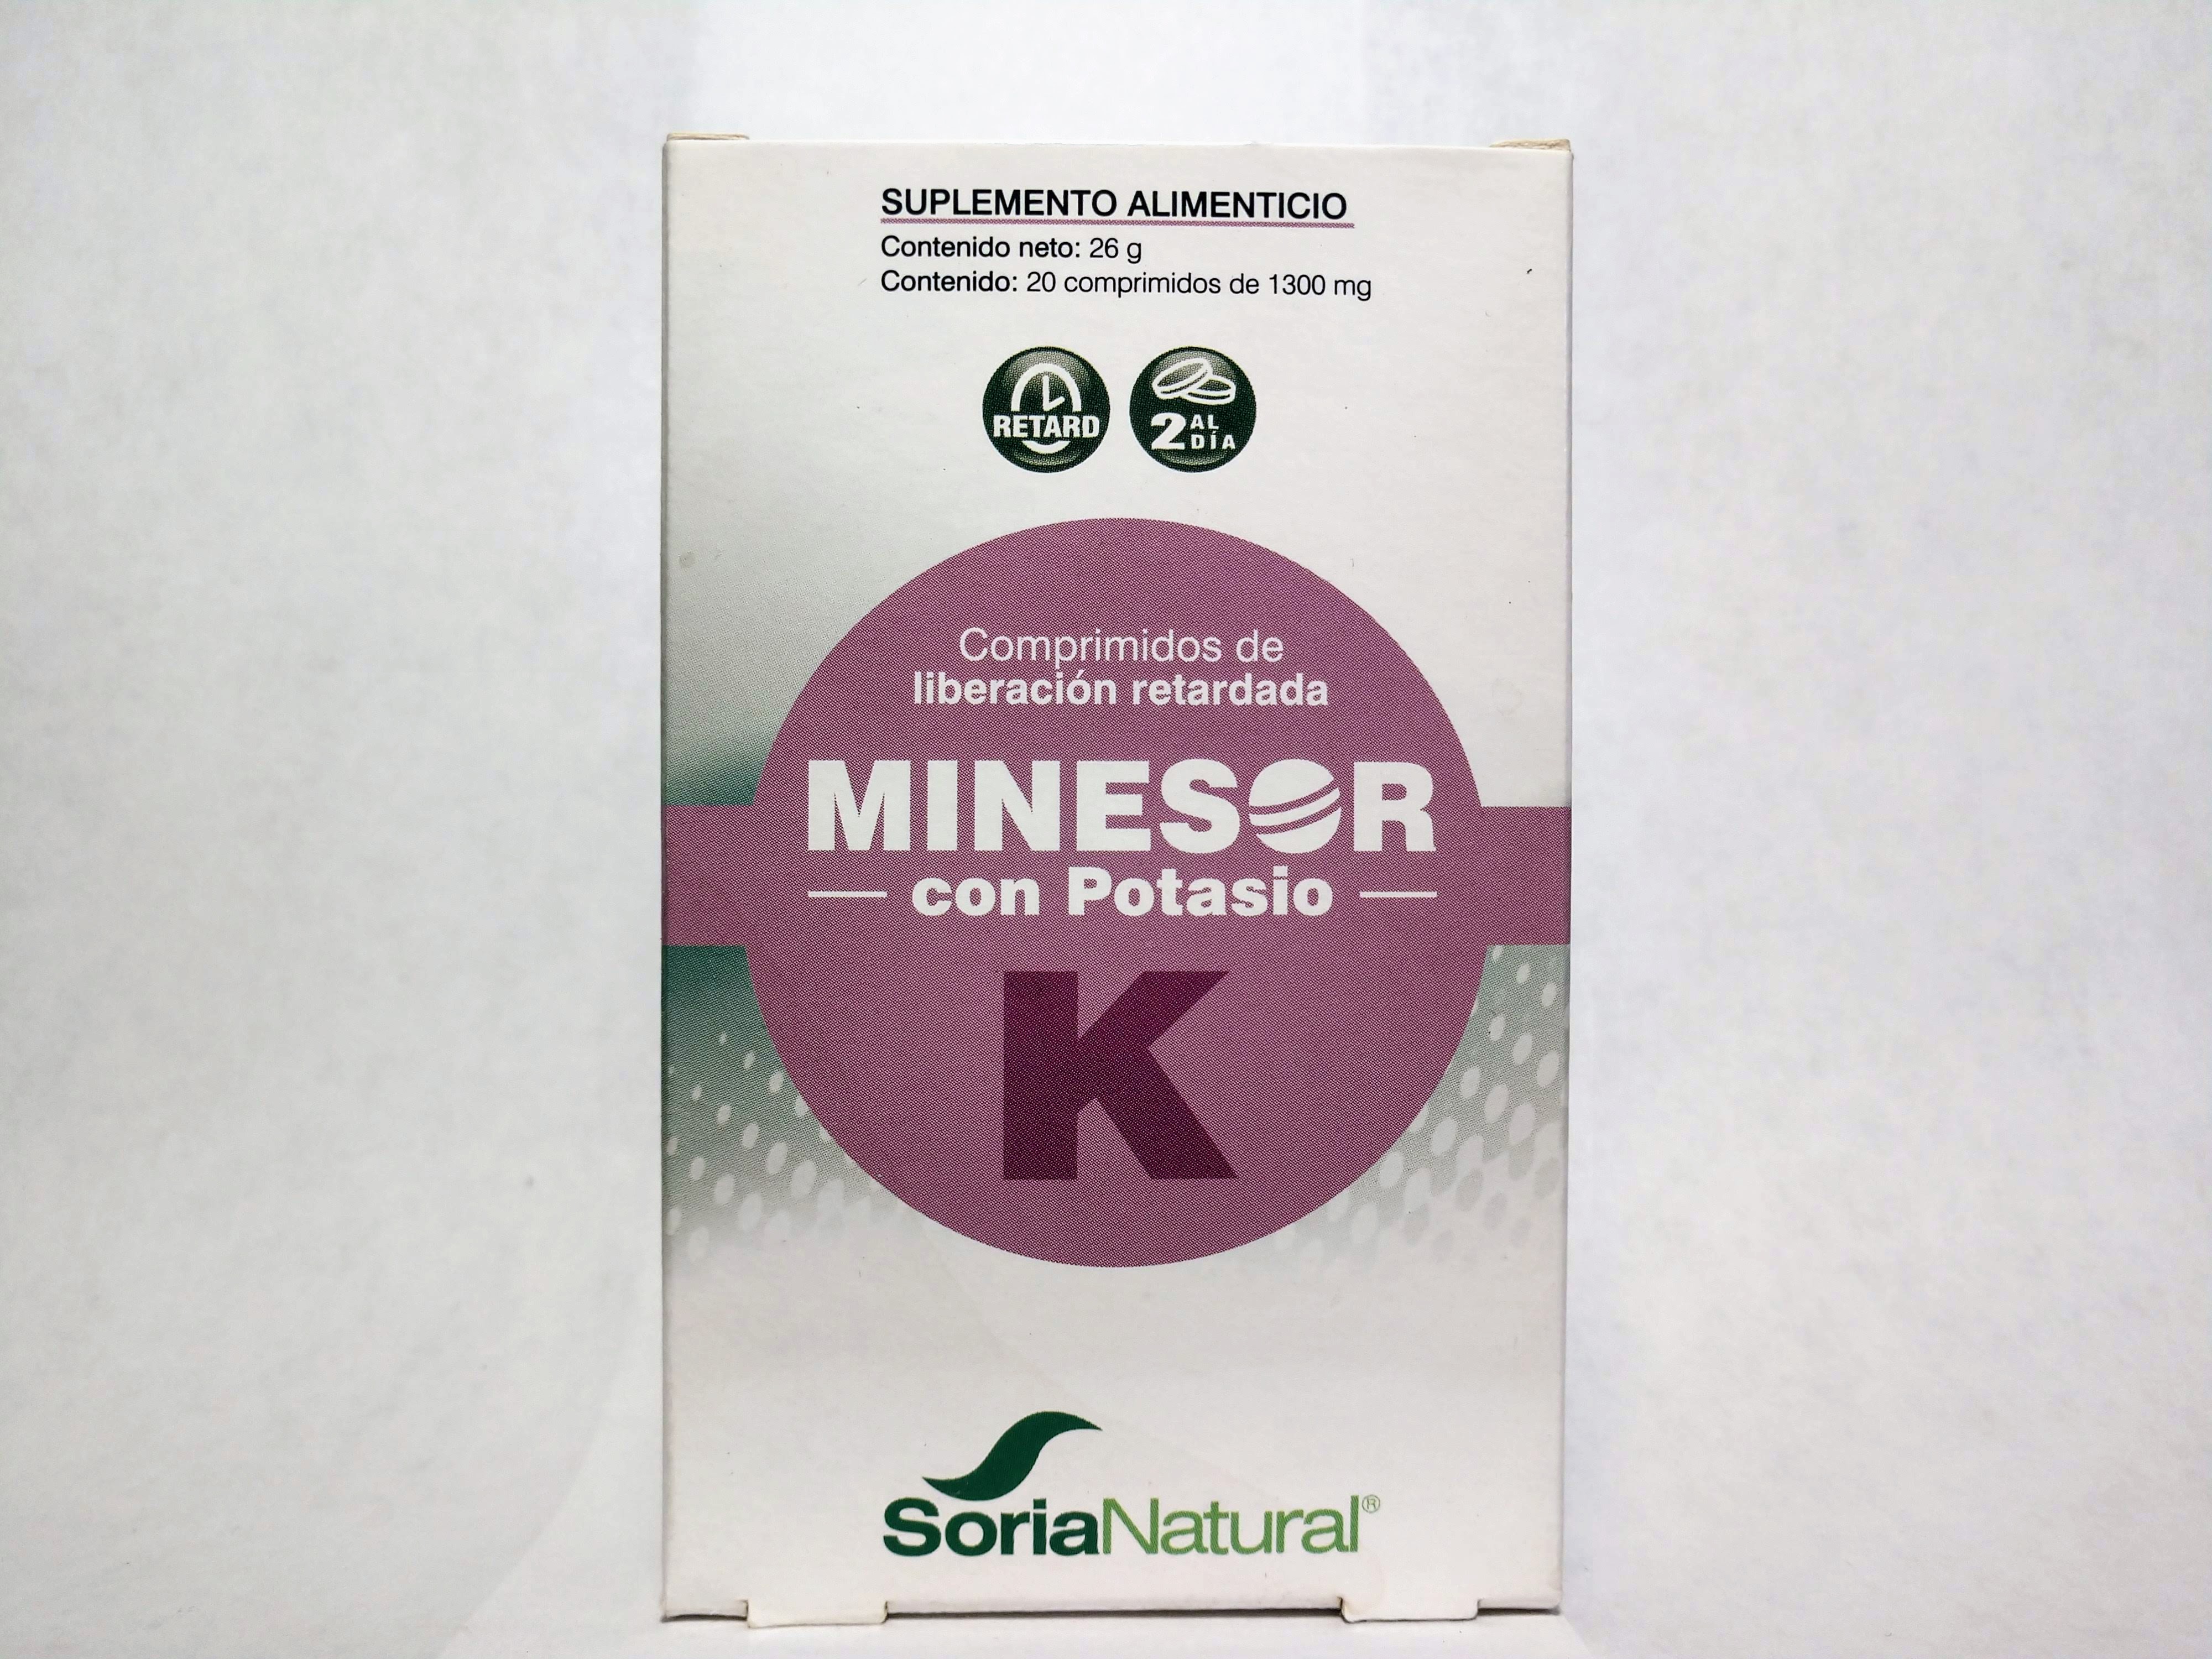 SUPLEMENTO ALIMENTICIO
Contenido neto: 26 g
Contenido: 20 comprimidos de 1300 mg
RETARD
2 AL DÍA
Comprimidos de
liberación retardada
MINESOR
con Potasio
K
SoriaNatural®